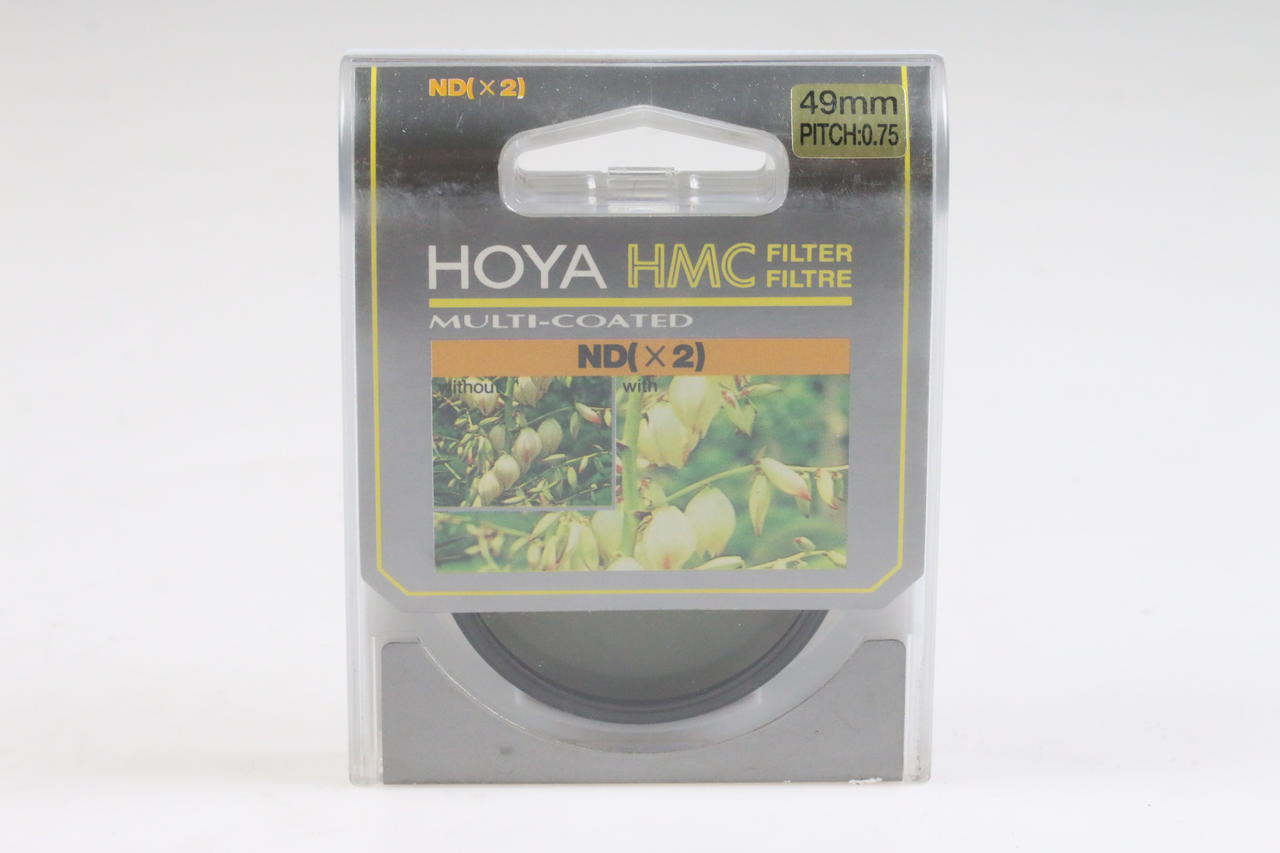 ND(×2)
49mm
PITCH:0.75
HOYA HMC FILTER
FILTRE
MULTI-COATED
ND(×2)
without with